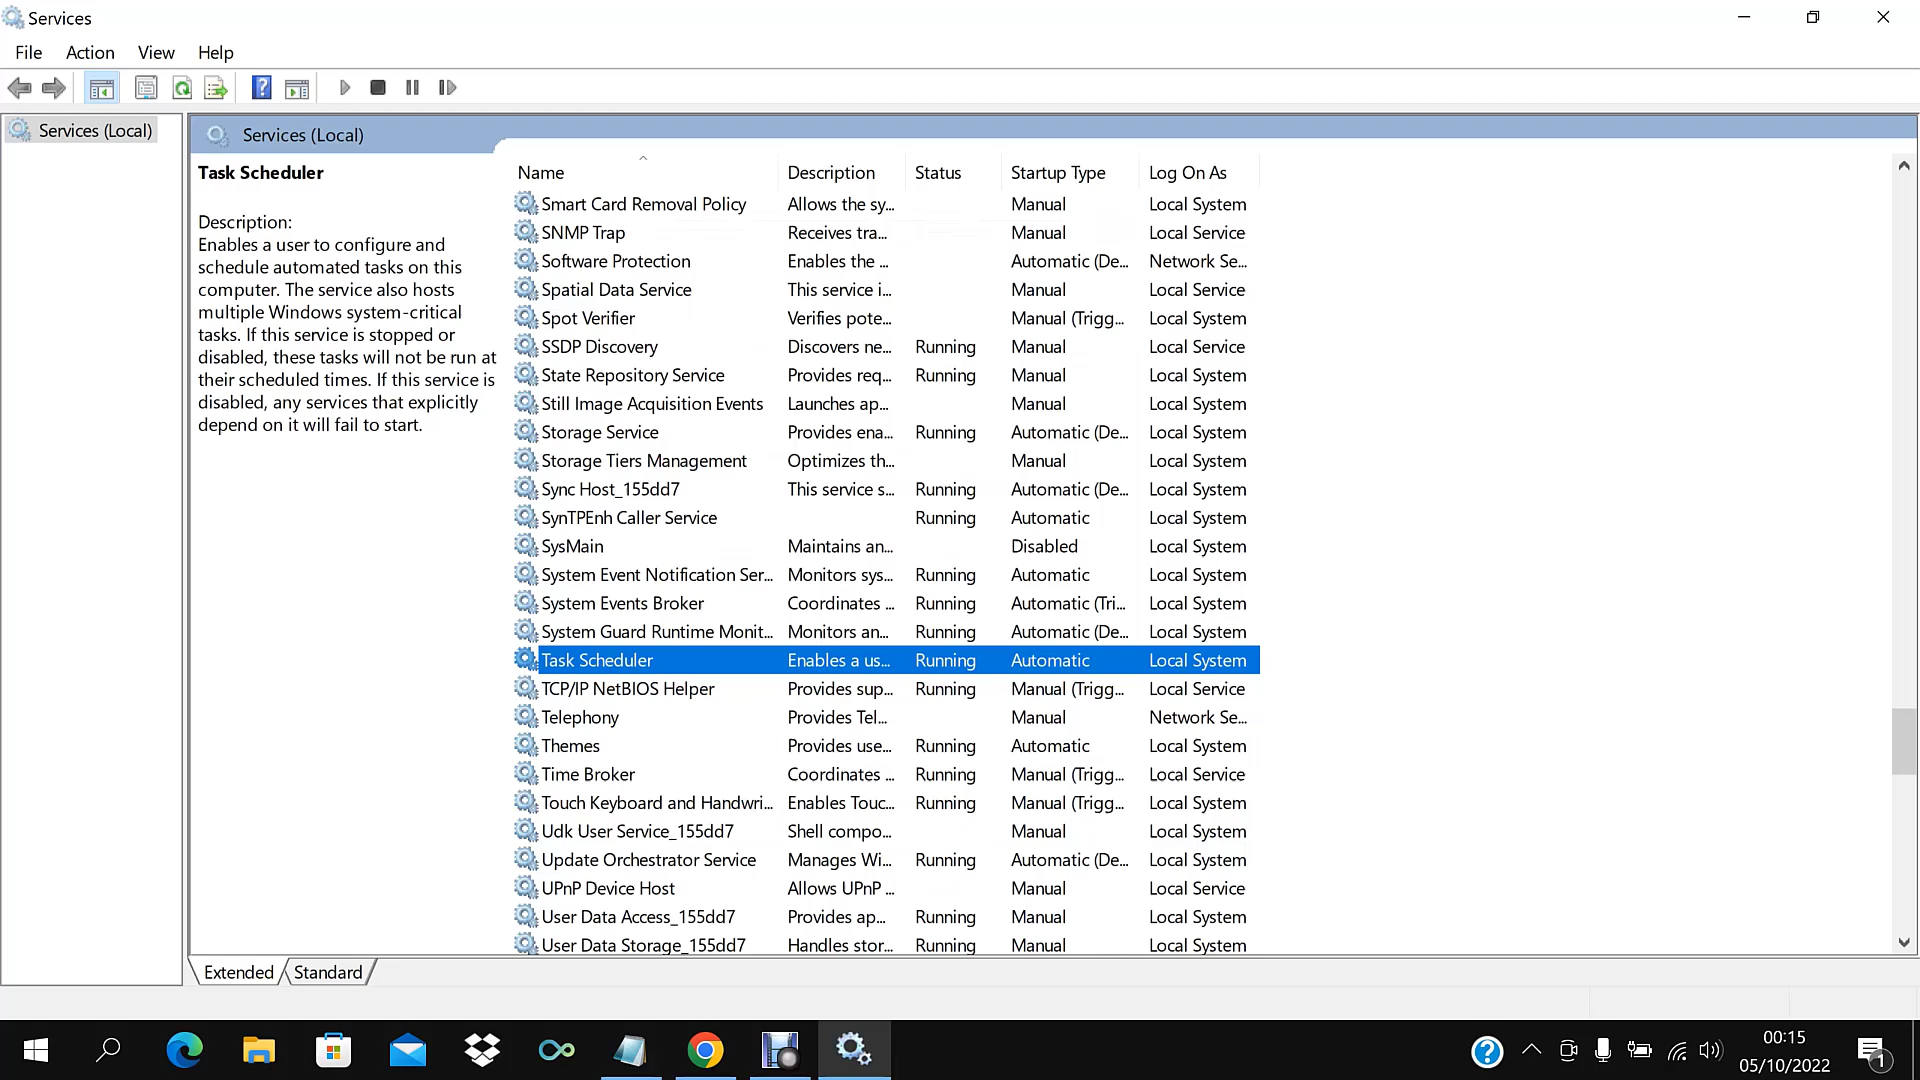 Services
File Action View Help
Services (Local)
Services (Local)
Task Scheduler
Description:
Enables a user to configure and
schedule automated tasks on this
computer. The service also hosts
multiple Windows system-critical
tasks. If this service is stopped or
disabled, these tasks will not be run at
their scheduled times. If this service is
disabled, any services that explicitly
depend on it will fail to start.
Name Description Status Startup Type Log On As
Smart Card Removal Policy Allows the sy... Manual Local System
SNMP Trap Receives tra... Manual Local Service
Software Protection Enables the ... Automatic (De... Network Se...
Spatial Data Service This service i... Manual Local Service
Spot Verifier Verifies pote... Manual (Trigg... Local System
SSDP Discovery Discovers ne... Running Manual Local Service
State Repository Service Provides req... Running Manual Local System
Still Image Acquisition Events Launches ap... Manual Local System
Storage Service Provides ena... Running Automatic (De... Local System
Storage Tiers Management Optimizes th... Manual Local System
Sync Host_155dd7 This service s... Running Automatic (De... Local System
SynTPEnh Caller Service Running Automatic Local System
SysMain Maintains an... Disabled Local System
System Event Notification Ser... Monitors sys... Running Automatic Local System
System Events Broker Coordinates ... Running Automatic (Tri... Local System
System Guard Runtime Monit... Monitors an... Running Automatic (De... Local System
Task Scheduler Enables a us... Running Automatic Local System
TCP/IP NetBIOS Helper Provides sup... Running Manual (Trigg... Local Service
Telephony Provides Tel... Manual Network Se...
Themes Provides use... Running Automatic Local System
Time Broker Coordinates ... Running Manual (Trigg... Local Service
Touch Keyboard and Handwri... Enables Touc... Running Manual (Trigg... Local System
Udk User Service_155dd7 Shell compo... Manual Local System
Update Orchestrator Service Manages Wi... Running Automatic (De... Local System
UPnP Device Host Allows UPnP ... Manual Local Service
User Data Access_155dd7 Provides ap... Running Manual Local System
User Data Storage_155dd7 Handles stor... Running Manual Local System
Extended Standard
00:15
05/10/2022
1